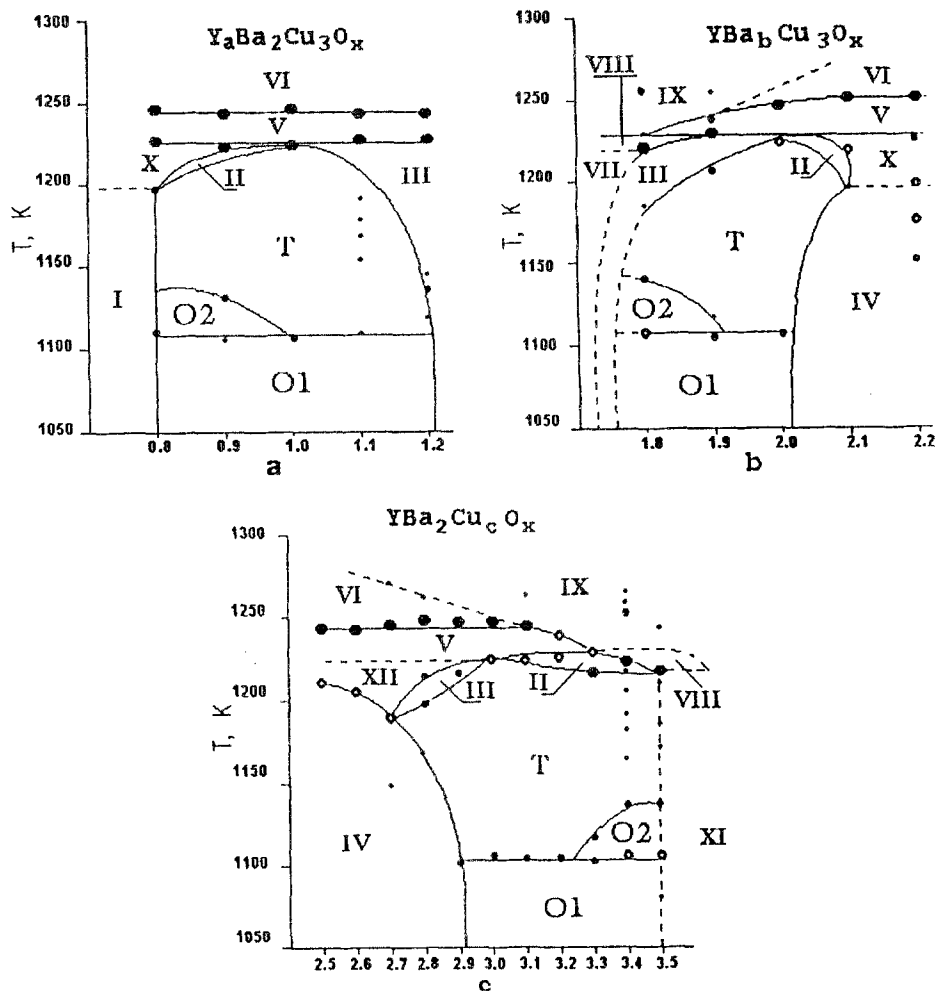 YaBa2Cu3Ox
1300
1250
1200
1150
1100
1050
T, K
VI
V
X
II
III
T
I
O2
O1
0.8 0.9 1.0 1.1 1.2
a
YBabCu3Ox
1300
1250
1200
1150
1100
1050
T, K
VIII
IX
VI
V
VII
III
II
X
T
O2
IV
O1
1.8 1.9 2.0 2.1 2.2
b
YBa2CucOx
1300
1250
1200
1150
1100
1050
T, K
VI
IX
V
XII
III
II
VIII
T
IV
O2
XI
O1
2.5 2.6 2.7 2.8 2.9 3.0 3.1 3.2 3.3 3.4 3.5
c